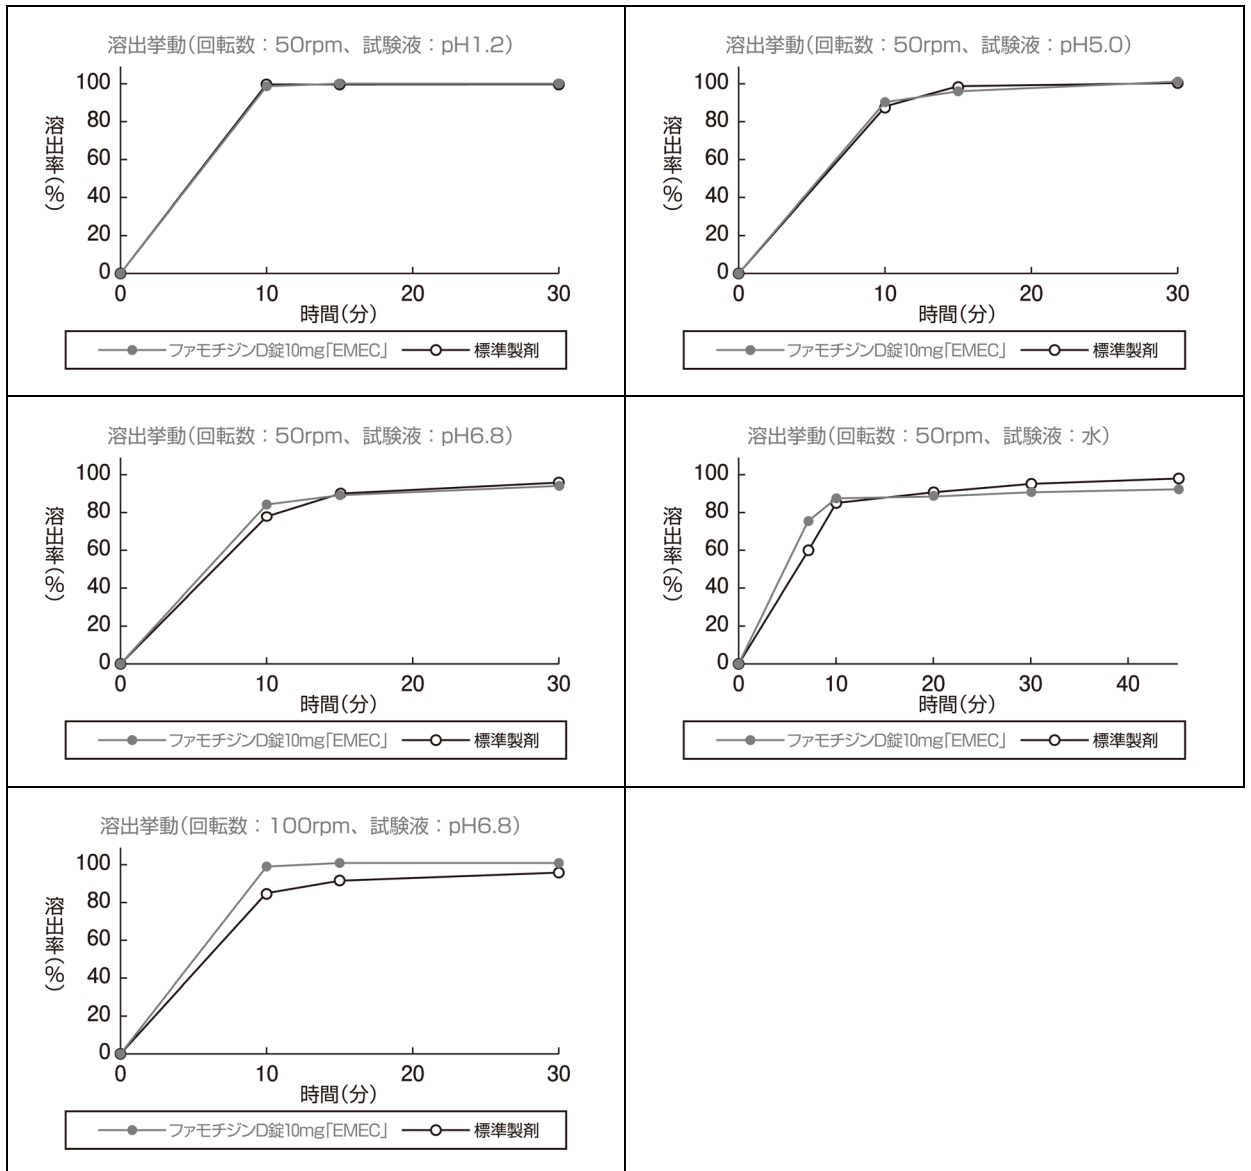 溶出挙動(回転数：50rpm、試験液：pH1.2)
溶出率(%)
100
80
60
40
20
0
0 10 20 30
時間(分)
ファモチジンD錠10mg｢EMEC｣ 標準製剤
溶出挙動(回転数：50rpm、試験液：pH5.0)
溶出率(%)
100
80
60
40
20
0
0 10 20 30
時間(分)
ファモチジンD錠10mg｢EMEC｣ 標準製剤
溶出挙動(回転数：50rpm、試験液：pH6.8)
溶出率(%)
100
80
60
40
20
0
0 10 20 30
時間(分)
ファモチジンD錠10mg｢EMEC｣ 標準製剤
溶出挙動(回転数：50rpm、試験液：水)
溶出率(%)
100
80
60
40
20
0
0 10 20 30 40
時間(分)
ファモチジンD錠10mg｢EMEC｣ 標準製剤
溶出挙動(回転数：100rpm、試験液：pH6.8)
溶出率(%)
100
80
60
40
20
0
0 10 20 30
時間(分)
ファモチジンD錠10mg｢EMEC｣ 標準製剤